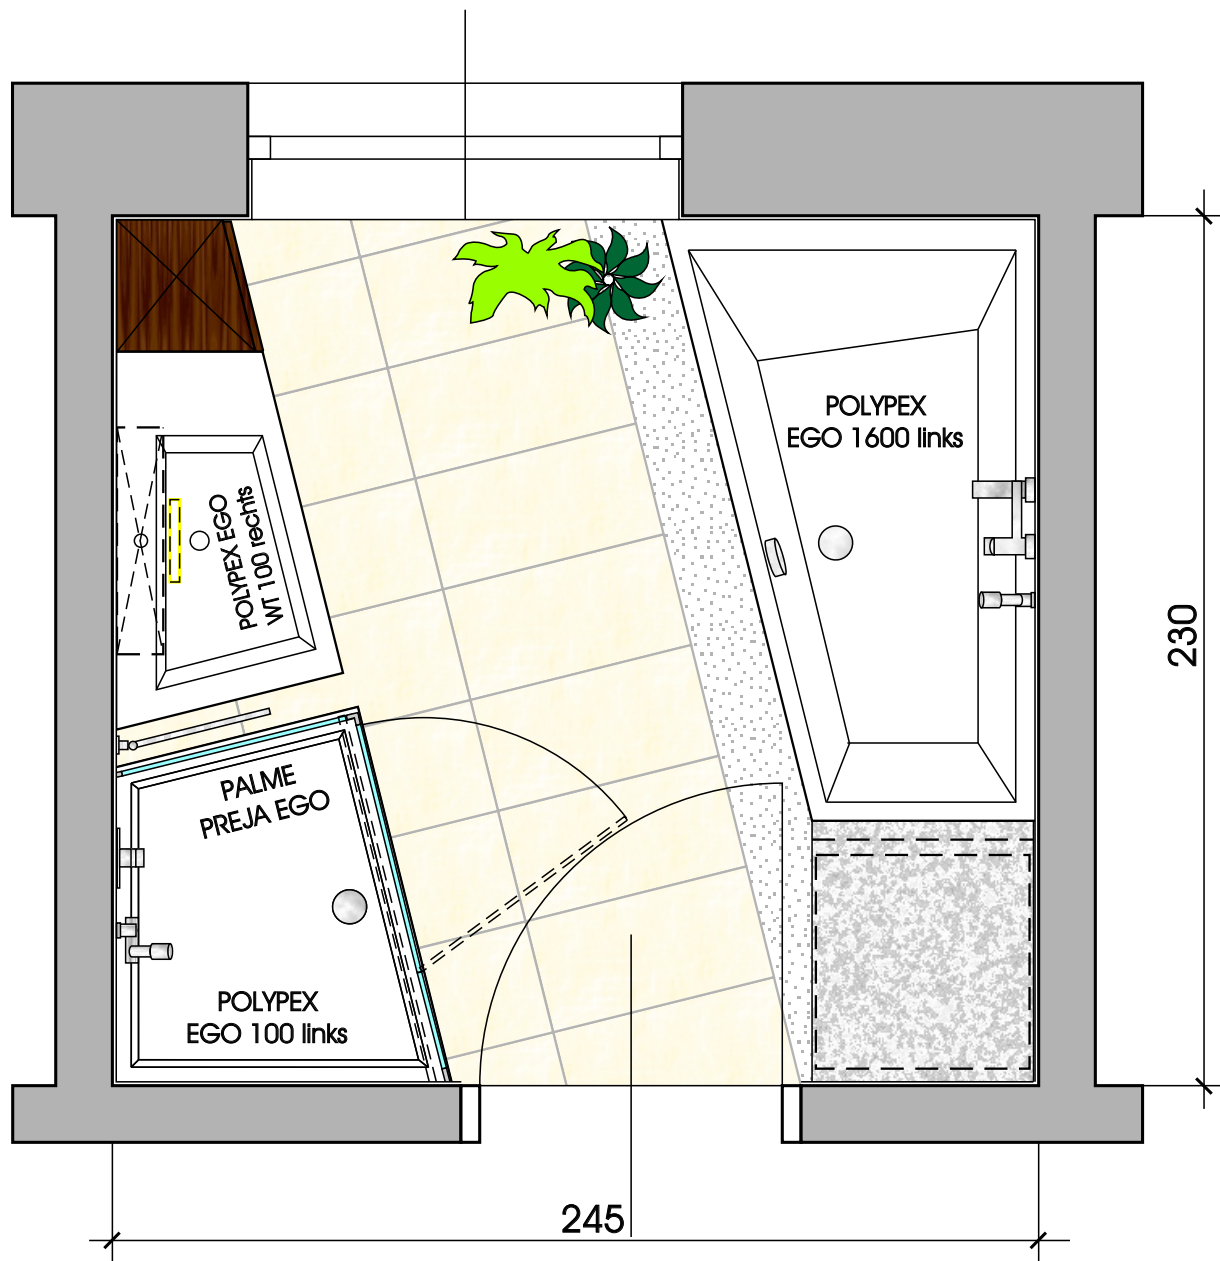 POLYPEX
EGO 1600 links
POLYPEX EGO
WT 100 rechts
230
PALME
PREJA EGO
POLYPEX
EGO 100 links
245